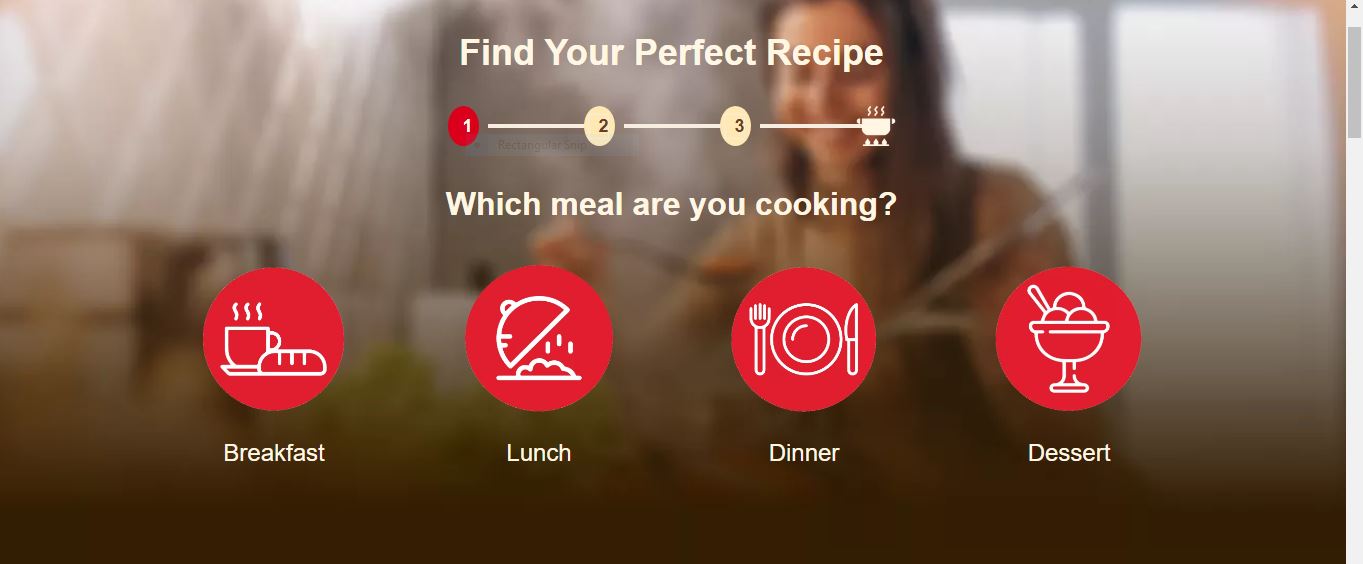 Find Your Perfect Recipe
1 2 3
Rectangular Snip
Which meal are you cooking?
Breakfast Lunch Dinner Dessert